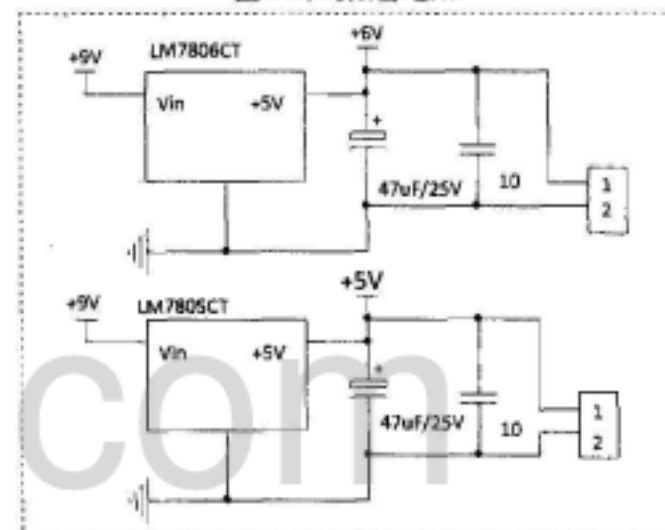 +6V
+9V
LM7806CT
Vin +5V
+
47uF/25V
10
1
2
+5V
+9V
LM7805CT
Vin +5V
+
47uF/25V
10
1
2
com